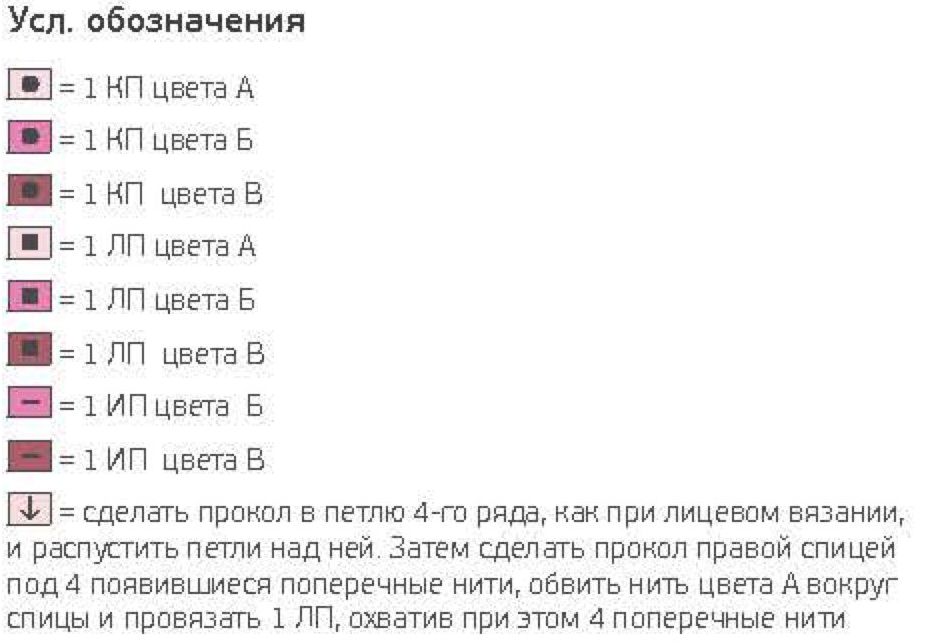 Усл. обозначения
= 1 КП цвета А
= 1 КП цвета Б
= 1 КП цвета В
= 1 ЛП цвета А
= 1 ЛП цвета Б
= 1 ЛП цвета В
= 1 ИП цвета Б
= 1 ИП цвета В
↓ = сделать прокол в петлю 4-го ряда, как при лицевом вязании,
и распустить петли над ней. Затем сделать прокол правой спицей
под 4 появившиеся поперечные нити, обвить нить цвета А вокруг
спицы и провязать 1 ЛП, охватив при этом 4 поперечные нити